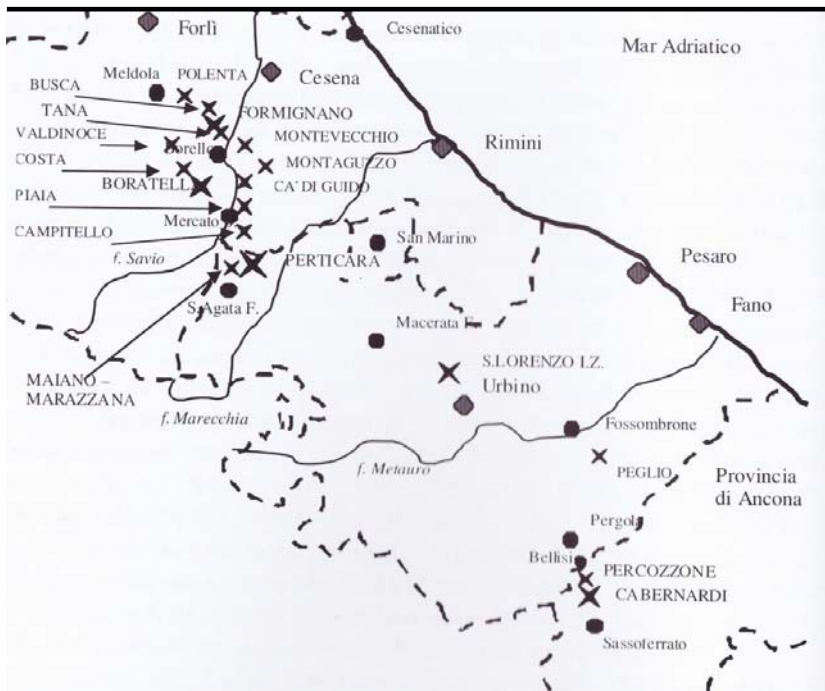 Forlì
Cesenatico
Mar Adriatico
Meldola
POLENTA
Cesena
BUSCA
TANA
FORMIGNANO
VALDINOCE
Borello
MONTEVECCHIO
Rimini
COSTA
MONTAGUZZO
BORATELL
CA' DI GUIDO
PIAIA
Mercato
CAMPITELLO
San Marino
f. Savio
PERTICARA
Pesaro
S.Agata F.
Fano
Macerata F.
S.LORENZO I.Z.
Urbino
MAIANO –
MARAZZANA
f. Marecchia
Fossombrone
f. Metauro
PEGLIO
Provincia
di Ancona
Pergola
Bellisi
PERCOZZONE
CABERNARDI
Sassoferrato